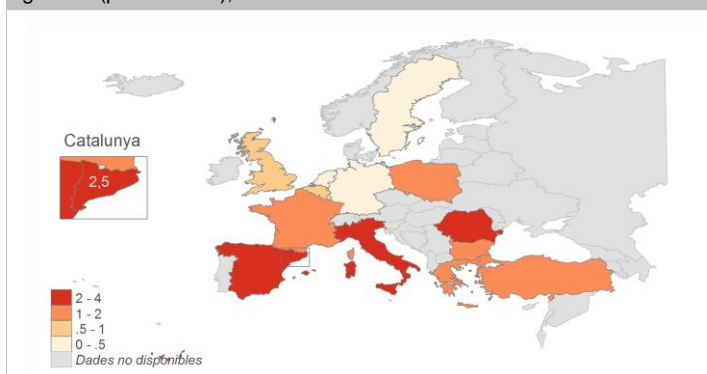 Catalunya
2,5
2 - 4
1 - 2
.5 - 1
0 - .5
Dades no disponibles